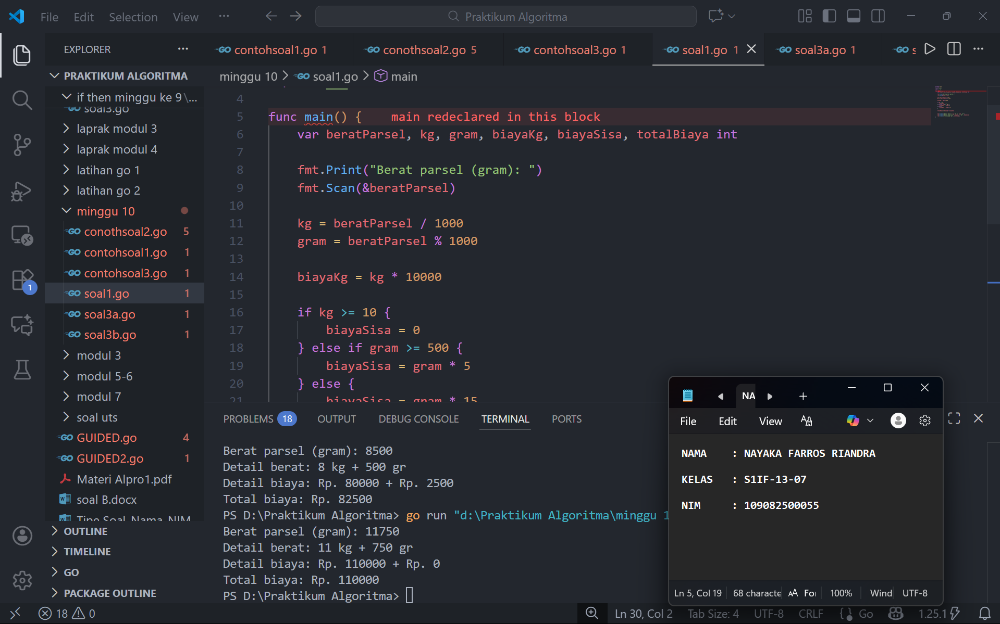 File Edit Selection View ···
Praktikum Algoritma
EXPLORER ···
PRAKTIKUM ALGORITMA
if then minggu ke 9\...
soal3.go
laprak modul 3
laprak modul 4
latihan go 1
latihan go 2
minggu 10
conothsoal2.go 5
contohsoal1.go 1
contohsoal3.go 1
soal1.go 1
soal3a.go 1
soal3b.go 1
modul 3
modul 5-6
modul 7
soal uts
GUIDED.go 4
GUIDED2.go 1
Materi Alpro1.pdf
soal B.docx
Tipe Soal_Nama_NIM
OUTLINE
TIMELINE
GO
PACKAGE OUTLINE
1
GO contohsoal1.go 1
GO conothsoal2.go 5
GO contohsoal3.go 1
GO soal1.go 1
GO soal3a.go 1
GO s
minggu 10 > GO soal1.go > main
4
5 func main() { main redeclared in this block
6 var beratParsel, kg, gram, biayaKg, biayaSisa, totalBiaya int
7
8 fmt.Print("Berat parsel (gram): ")
9 fmt.Scan(&beratParsel)
10
11 kg = beratParsel / 1000
12 gram = beratParsel % 1000
13
14 biayaKg = kg * 10000
15
16 if kg >= 10 {
17 biayaSisa = 0
18 } else if gram >= 500 {
19 biayaSisa = gram * 5
20 } else {
21 biayaSisa = gram * 15
PROBLEMS 18 OUTPUT DEBUG CONSOLE TERMINAL PORTS
Berat parsel (gram): 8500
Detail berat: 8 kg + 500 gr
Detail biaya: Rp. 80000 + Rp. 2500
Total biaya: Rp. 82500
PS D:\Praktikum Algoritma> go run "d:\Praktikum Algoritma\minggu 1
Berat parsel (gram): 11750
Detail berat: 11 kg + 750 gr
Detail biaya: Rp. 110000 + Rp. 0
Total biaya: Rp. 110000
PS D:\Praktikum Algoritma>
NA
File Edit View
NAMA : NAYAKA FARROS RIANDRA
KELAS : S1IF-13-07
NIM : 109082500055
Ln 5, Col 19 68 characte For 100% Wind UTF-8
18 0 Ln 30, Col 2 Tab Size: 4 UTF-8 CRLF {} Go 1.25.1